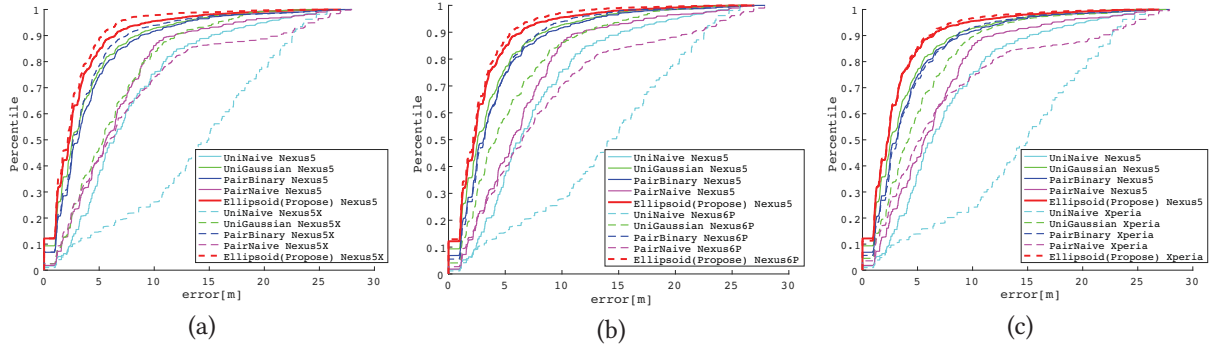 1
0.9
0.8
0.7
0.6
0.5
0.4
0.3
0.2
0.1
0
Percentile
UniNaive Nexus5
UniGaussian Nexus5
PairBinary Nexus5
PairNaive Nexus5
Ellipsoid(Propose) Nexus5
UniNaive Nexus5X
UniGaussian Nexus5X
PairBinary Nexus5X
PairNaive Nexus5X
Ellipsoid(Propose) Nexus5X
0 5 10 15 20 25 30
error[m]
(a)
1
0.9
0.8
0.7
0.6
0.5
0.4
0.3
0.2
0.1
0
Percentile
UniNaive Nexus5
UniGaussian Nexus5
PairBinary Nexus5
PairNaive Nexus5
Ellipsoid(Propose) Nexus5
UniNaive Nexus6P
UniGaussian Nexus6P
PairBinary Nexus6P
PairNaive Nexus6P
Ellipsoid(Propose) Nexus6P
0 5 10 15 20 25 30
error[m]
(b)
1
0.9
0.8
0.7
0.6
0.5
0.4
0.3
0.2
0.1
0
Percentile
UniNaive Nexus5
UniGaussian Nexus5
PairBinary Nexus5
PairNaive Nexus5
Ellipsoid(Propose) Nexus5
UniNaive Xperia
UniGaussian Xperia
PairBinary Xperia
PairNaive Xperia
Ellipsoid(Propose) Xperia
0 5 10 15 20 25 30
error[m]
(c)